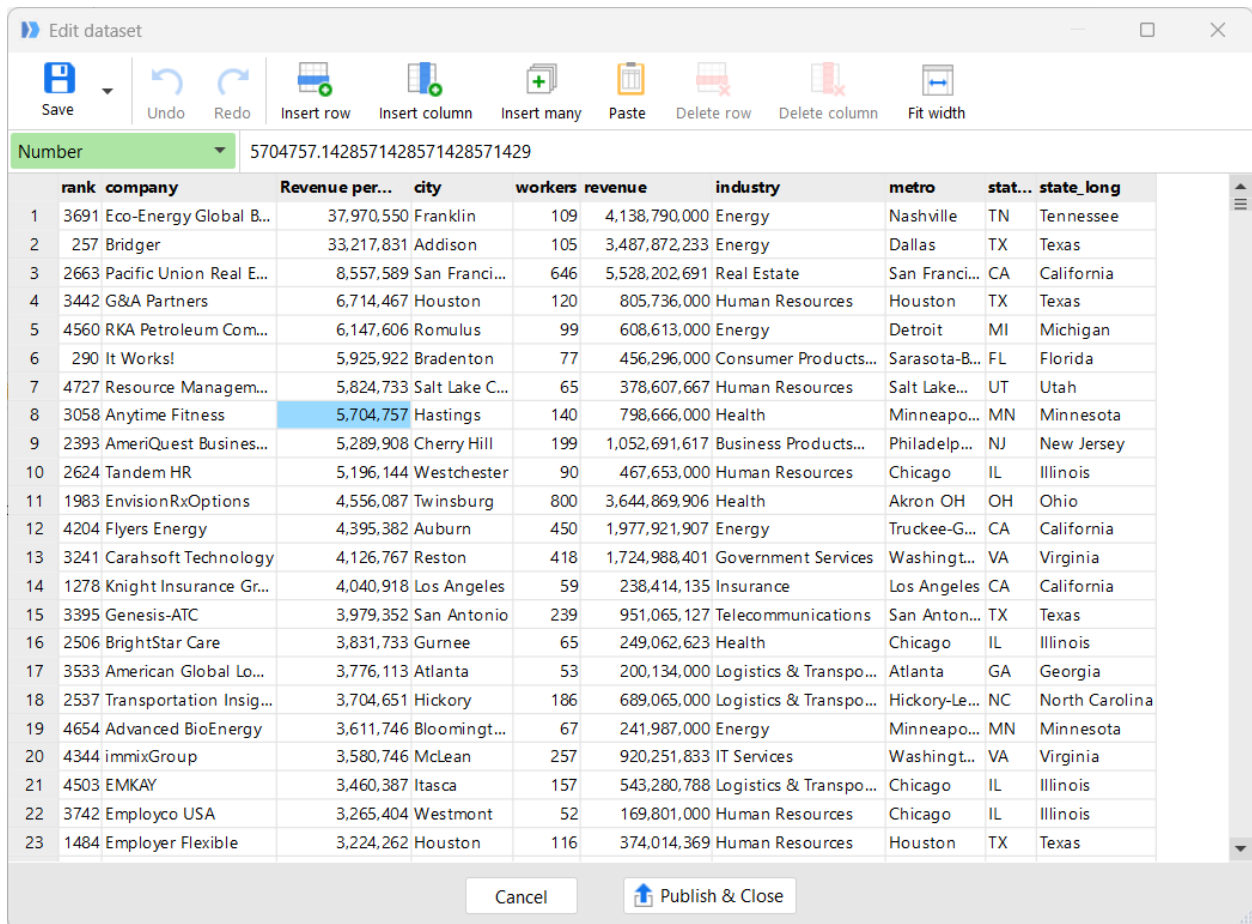 Edit dataset
Save Undo Redo Insert row Insert column Insert many Paste Delete row Delete column Fit width
Number 5704757.1428571428571428571429
rank company Revenue per... city workers revenue industry metro stat... state_long
1 3691 Eco-Energy Global B... 37,970,550 Franklin 109 4,138,790,000 Energy Nashville TN Tennessee
2 257 Bridger 33,217,831 Addison 105 3,487,872,233 Energy Dallas TX Texas
3 2663 Pacific Union Real E... 8,557,589 San Franci... 646 5,528,202,691 Real Estate San Franci... CA California
4 3442 G&A Partners 6,714,467 Houston 120 805,736,000 Human Resources Houston TX Texas
5 4560 RKA Petroleum Com... 6,147,606 Romulus 99 608,613,000 Energy Detroit MI Michigan
6 290 It Works! 5,925,922 Bradenton 77 456,296,000 Consumer Products... Sarasota-B... FL Florida
7 4727 Resource Managem... 5,824,733 Salt Lake C... 65 378,607,667 Human Resources Salt Lake... UT Utah
8 3058 Anytime Fitness 5,704,757 Hastings 140 798,666,000 Health Minneapo... MN Minnesota
9 2393 AmeriQuest Busines... 5,289,908 Cherry Hill 199 1,052,691,617 Business Products... Philadelp... NJ New Jersey
10 2624 Tandem HR 5,196,144 Westchester 90 467,653,000 Human Resources Chicago IL Illinois
11 1983 EnvisionRxOptions 4,556,087 Twinsburg 800 3,644,869,906 Health Akron OH OH Ohio
12 4204 Flyers Energy 4,395,382 Auburn 450 1,977,921,907 Energy Truckee-G... CA California
13 3241 Carahsoft Technology 4,126,767 Reston 418 1,724,988,401 Government Services Washingt... VA Virginia
14 1278 Knight Insurance Gr... 4,040,918 Los Angeles 59 238,414,135 Insurance Los Angeles CA California
15 3395 Genesis-ATC 3,979,352 San Antonio 239 951,065,127 Telecommunications San Anton... TX Texas
16 2506 BrightStar Care 3,831,733 Gurnee 65 249,062,623 Health Chicago IL Illinois
17 3533 American Global Lo... 3,776,113 Atlanta 53 200,134,000 Logistics & Transpo... Atlanta GA Georgia
18 2537 Transportation Insig... 3,704,651 Hickory 186 689,065,000 Logistics & Transpo... Hickory-Le... NC North Carolina
19 4654 Advanced BioEnergy 3,611,746 Bloomingt... 67 241,987,000 Energy Minneapo... MN Minnesota
20 4344 immixGroup 3,580,746 McLean 257 920,251,833 IT Services Washingt... VA Virginia
21 4503 EMKAY 3,460,387 Itasca 157 543,280,788 Logistics & Transpo... Chicago IL Illinois
22 3742 Employco USA 3,265,404 Westmont 52 169,801,000 Human Resources Chicago IL Illinois
23 1484 Employer Flexible 3,224,262 Houston 116 374,014,369 Human Resources Houston TX Texas
Cancel Publish & Close